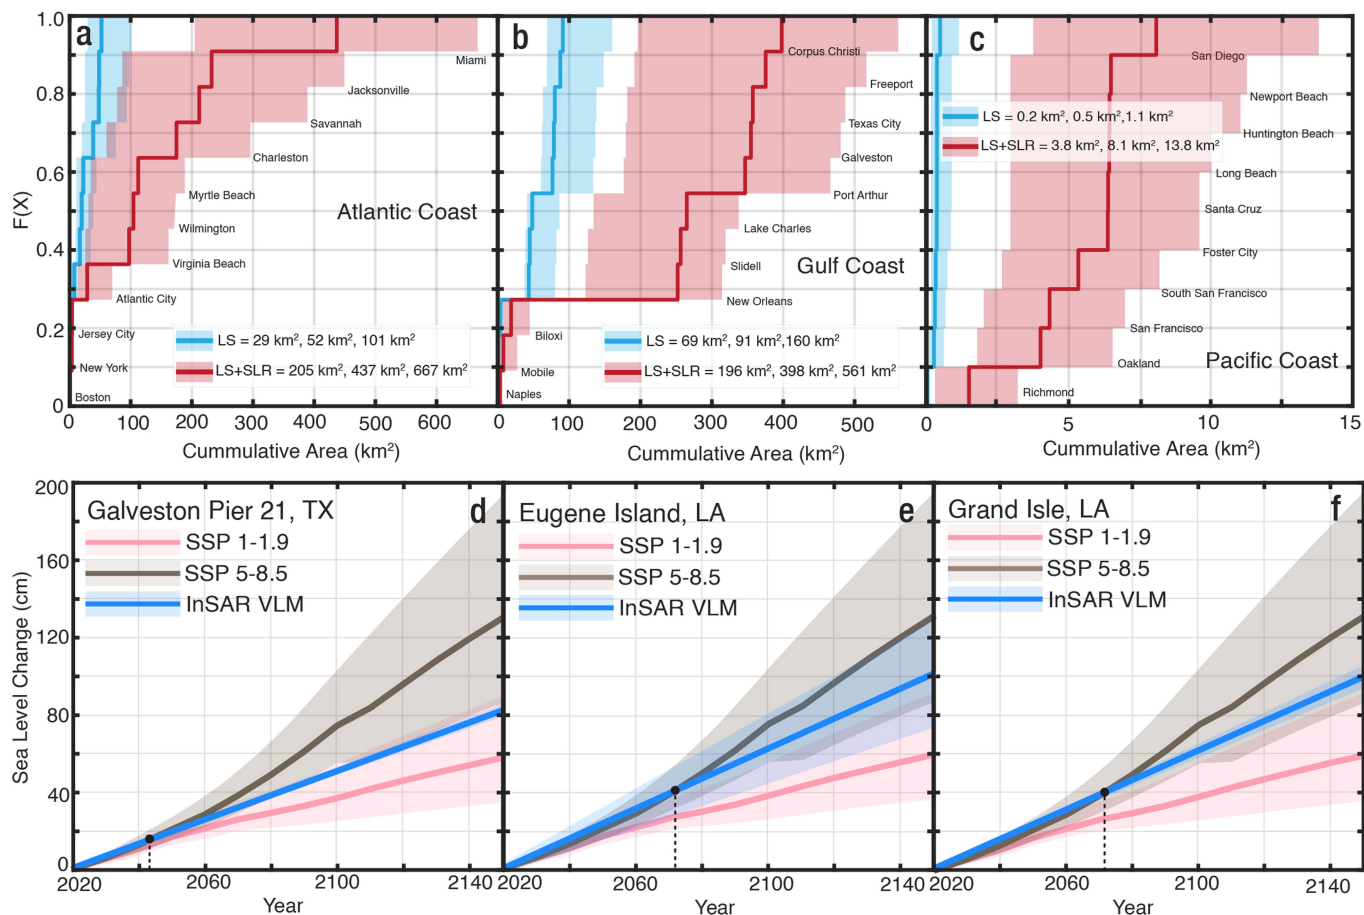 a
1.0
0.8
0.6
0.4
0.2
0
F(X)
Miami
Jacksonville
Savannah
Charleston
Myrtle Beach
Atlantic Coast
Wilmington
Virginia Beach
Atlantic City
Jersey City
New York
Boston
LS = 29 km², 52 km², 101 km²
LS+SLR = 205 km², 437 km², 667 km²
0 100 200 300 400 500 600
Cummulative Area (km²)
b
Corpus Christi
Freeport
Texas City
Galveston
Port Arthur
Lake Charles
Slidell
Gulf Coast
New Orleans
Biloxi
Mobile
Naples
LS = 69 km², 91 km²,160 km²
LS+SLR = 196 km², 398 km², 561 km²
0 100 200 300 400 500
Cummulative Area (km²)
c
San Diego
Newport Beach
LS = 0.2 km², 0.5 km²,1.1 km²
Huntington Beach
LS+SLR = 3.8 km², 8.1 km², 13.8 km²
Long Beach
Santa Cruz
Foster City
South San Francisco
San Francisco
Pacific Coast
Oakland
Richmond
0 5 10 15
Cummulative Area (km²)
200
160
120
80
40
0
Sea Level Change (cm)
Galveston Pier 21, TX
d
SSP 1-1.9
SSP 5-8.5
InSAR VLM
2020 2060 2100 2140
Year
Eugene Island, LA
e
SSP 1-1.9
SSP 5-8.5
InSAR VLM
2020 2060 2100 2140
Year
Grand Isle, LA
f
SSP 1-1.9
SSP 5-8.5
InSAR VLM
2020 2060 2100 2140
Year